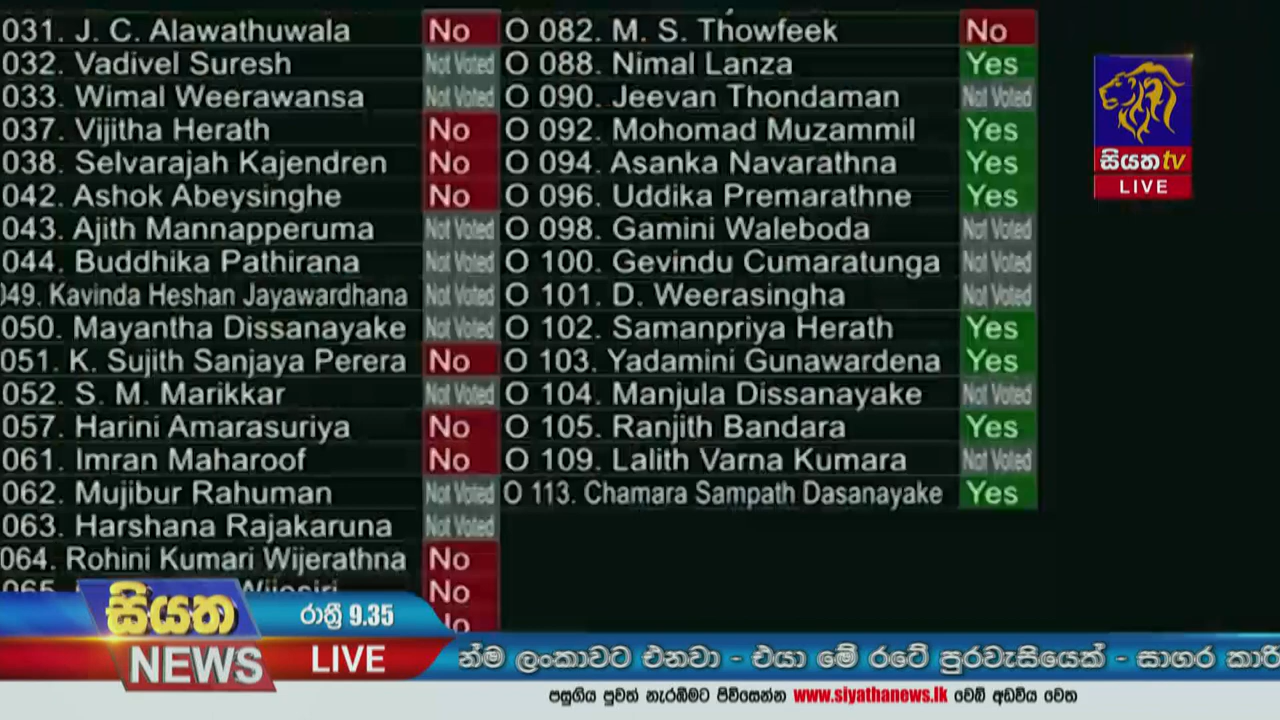 031. J. C. Alawathuwala No
032. Vadivel Suresh Not Voted
033. Wimal Weerawansa Not Voted
037. Vijitha Herath No
038. Selvarajah Kajendren No
042. Ashok Abeysinghe No
043. Ajith Mannapperuma Not Voted
044. Buddhika Pathirana Not Voted
049. Kavinda Heshan Jayawardhana Not Voted
050. Mayantha Dissanayake Not Voted
051. K. Sujith Sanjaya Perera No
052. S. M. Marikkar Not Voted
057. Harini Amarasuriya No
061. Imran Maharoof No
062. Mujibur Rahuman Not Voted
063. Harshana Rajakaruna Not Voted
064. Rohini Kumari Wijerathna No
065. No
No
O 082. M. S. Thowfeek No
O 088. Nimal Lanza Yes
O 090. Jeevan Thondaman Not Voted
O 092. Mohomad Muzammil Yes
O 094. Asanka Navarathna Yes
O 096. Uddika Premarathne Yes
O 098. Gamini Waleboda Not Voted
O 100. Gevindu Cumaratunga Not Voted
O 101. D. Weerasingha Not Voted
O 102. Samanpriya Herath Yes
O 103. Yadamini Gunawardena Yes
O 104. Manjula Dissanayake Not Voted
O 105. Ranjith Bandara Yes
O 109. Lalith Varna Kumara Not Voted
O 113. Chamara Sampath Dasanayake Yes
සියත tv
LIVE
සියත
NEWS
රාත්‍රී 9.35
LIVE
න්ම ලංකාවට එනවා - එයා මේ රටේ පුරවැසියෙක් - සාගර කාරි
පසුගිය පුවත් නැරඹීමට පිවිසෙන්න www.siyathanews.lk වෙබ් අඩවිය වෙත